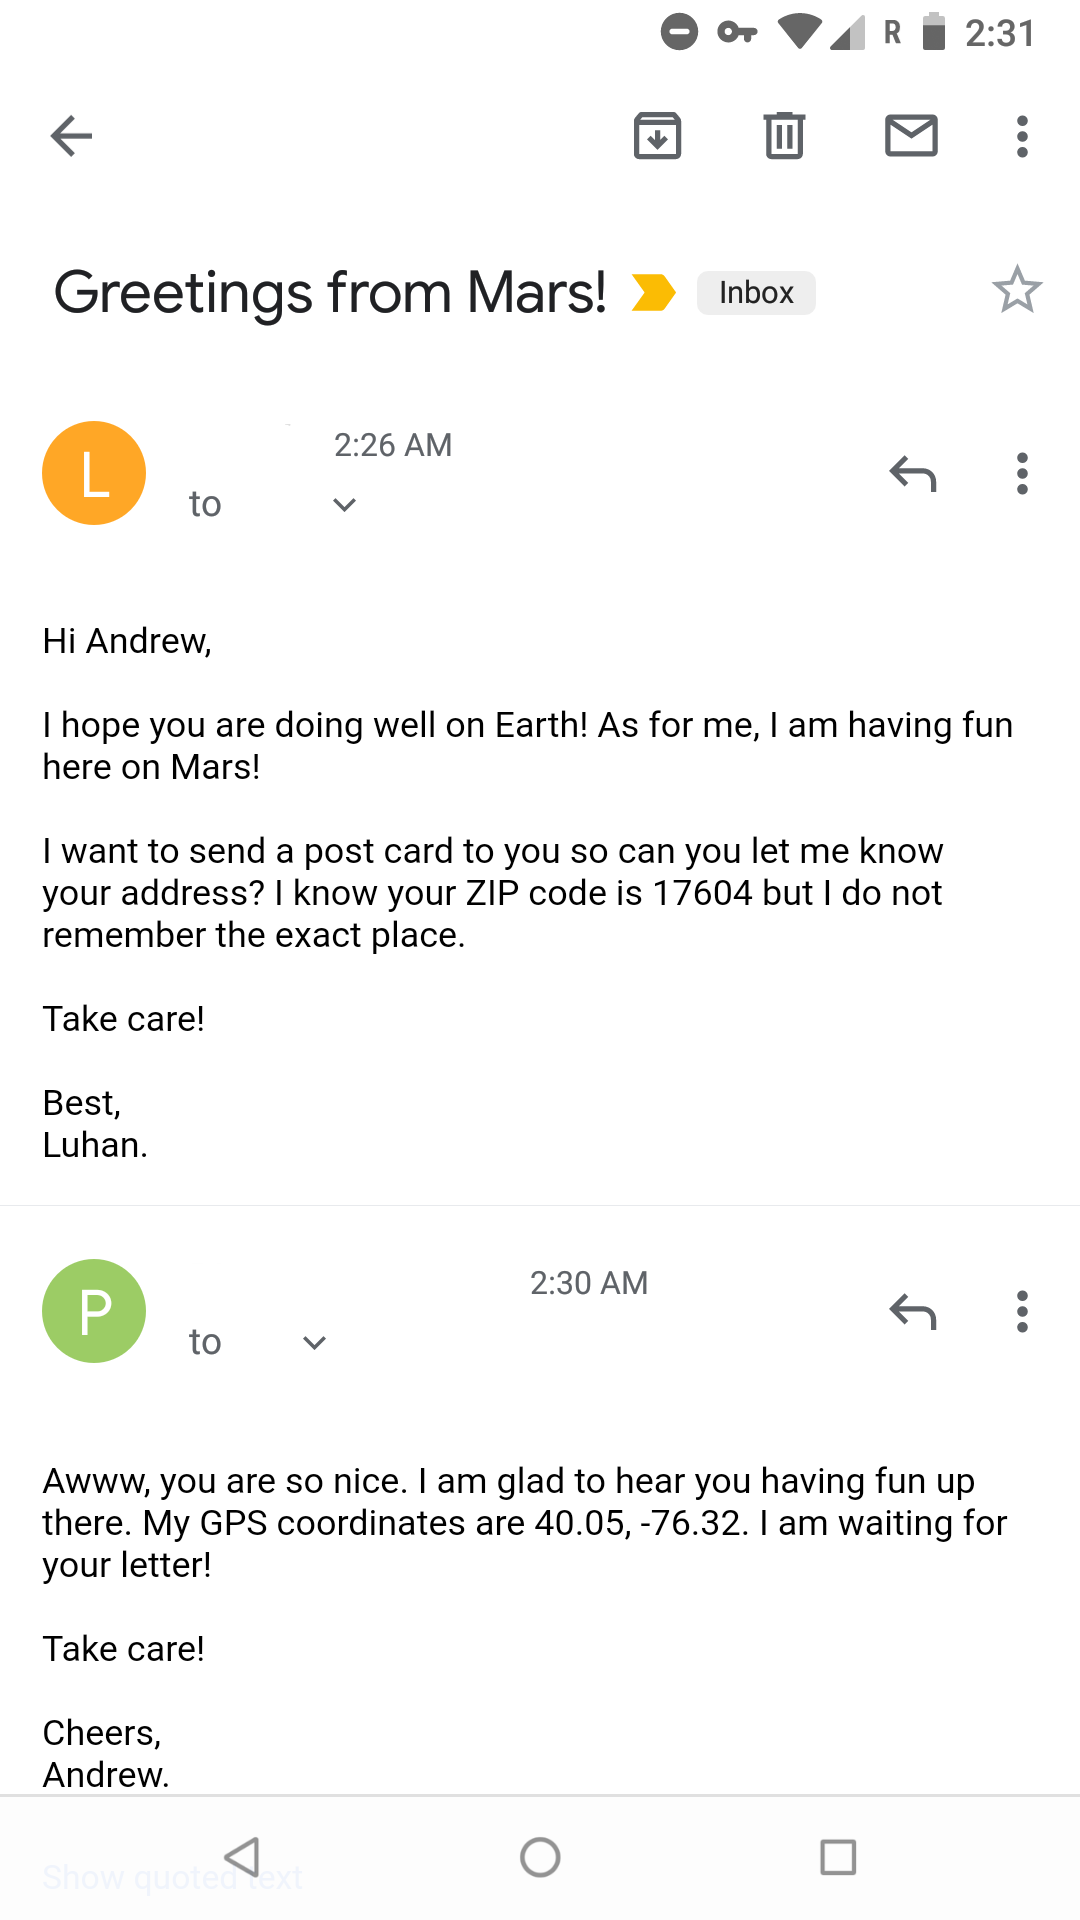 R 2:31
Greetings from Mars! Inbox
L 2:26 AM
to
Hi Andrew,
I hope you are doing well on Earth! As for me, I am having fun
here on Mars!
I want to send a post card to you so can you let me know
your address? I know your ZIP code is 17604 but I do not
remember the exact place.
Take care!
Best,
Luhan.
P 2:30 AM
to
Awww, you are so nice. I am glad to hear you having fun up
there. My GPS coordinates are 40.05, -76.32. I am waiting for
your letter!
Take care!
Cheers,
Andrew.
Show quoted text